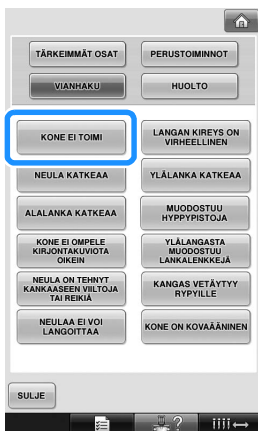 TÄRKEIMMÄT OSAT
PERUSTOIMINNOT
VIANHAKU
HUOLTO
KONE EI TOIMI
LANGAN KIREYS ON
VIRHEELLINEN
NEULA KATKEAA
YLÄLANKA KATKEAA
ALALANKA KATKEAA
MUODOSTUU
HYPPYPISTOJA
KONE EI OMPELE
KIRJONTAKUVIOTA
OIKEIN
YLÄLANGASTA
MUODOSTUU
LANKALENKKEJÄ
NEULA ON TEHNYT
KANKAASEEN VIILTOJA
TAI REIKIÄ
KANGAS VETÄYTYY
RYPYILLE
NEULAA EI VOI
LANGOITTAA
KONE ON KOVAÄÄNINEN
SULJE
?